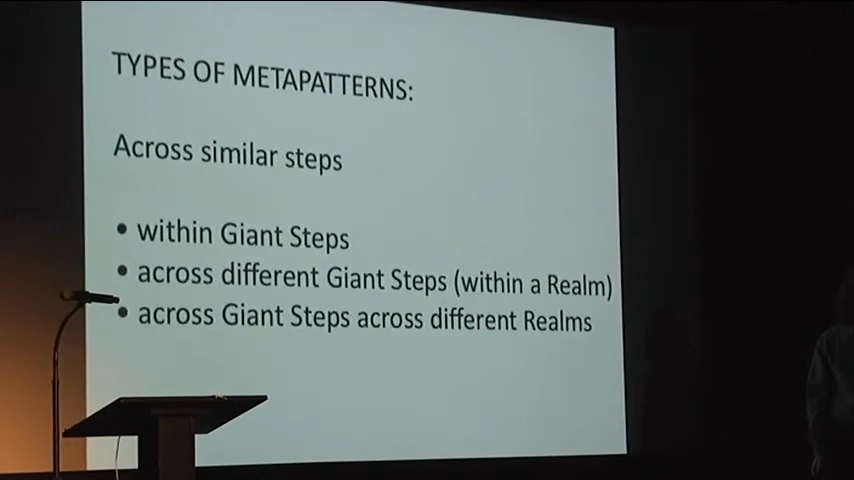 TYPES OF METAPATTERNS:
Across similar steps
• within Giant Steps
• across different Giant Steps (within a Realm)
• across Giant Steps across different Realms